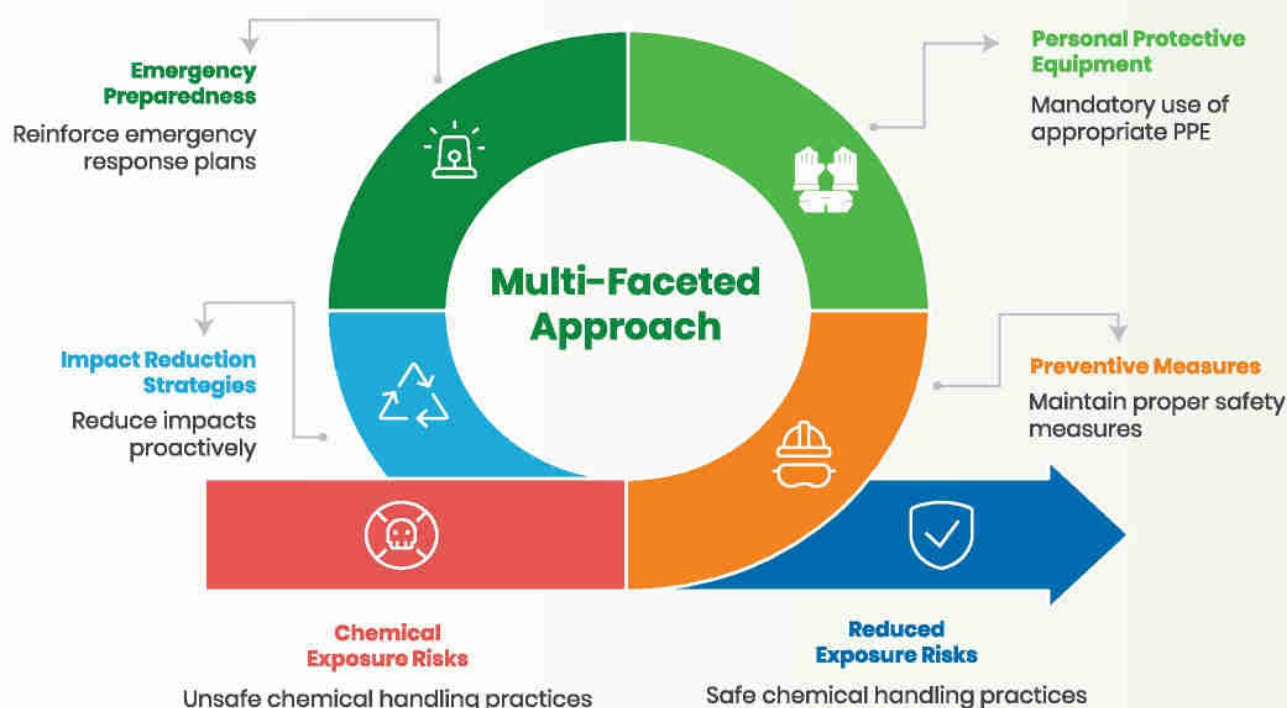 Emergency
Preparedness
Reinforce emergency
response plans
Personal Protective
Equipment
Mandatory use of
appropriate PPE
Multi-Faceted
Approach
Impact Reduction
Strategies
Reduce impacts
proactively
Preventive Measures
Maintain proper safety
measures
Chemical
Exposure Risks
Unsafe chemical handling practices
Reduced
Exposure Risks
Safe chemical handling practices